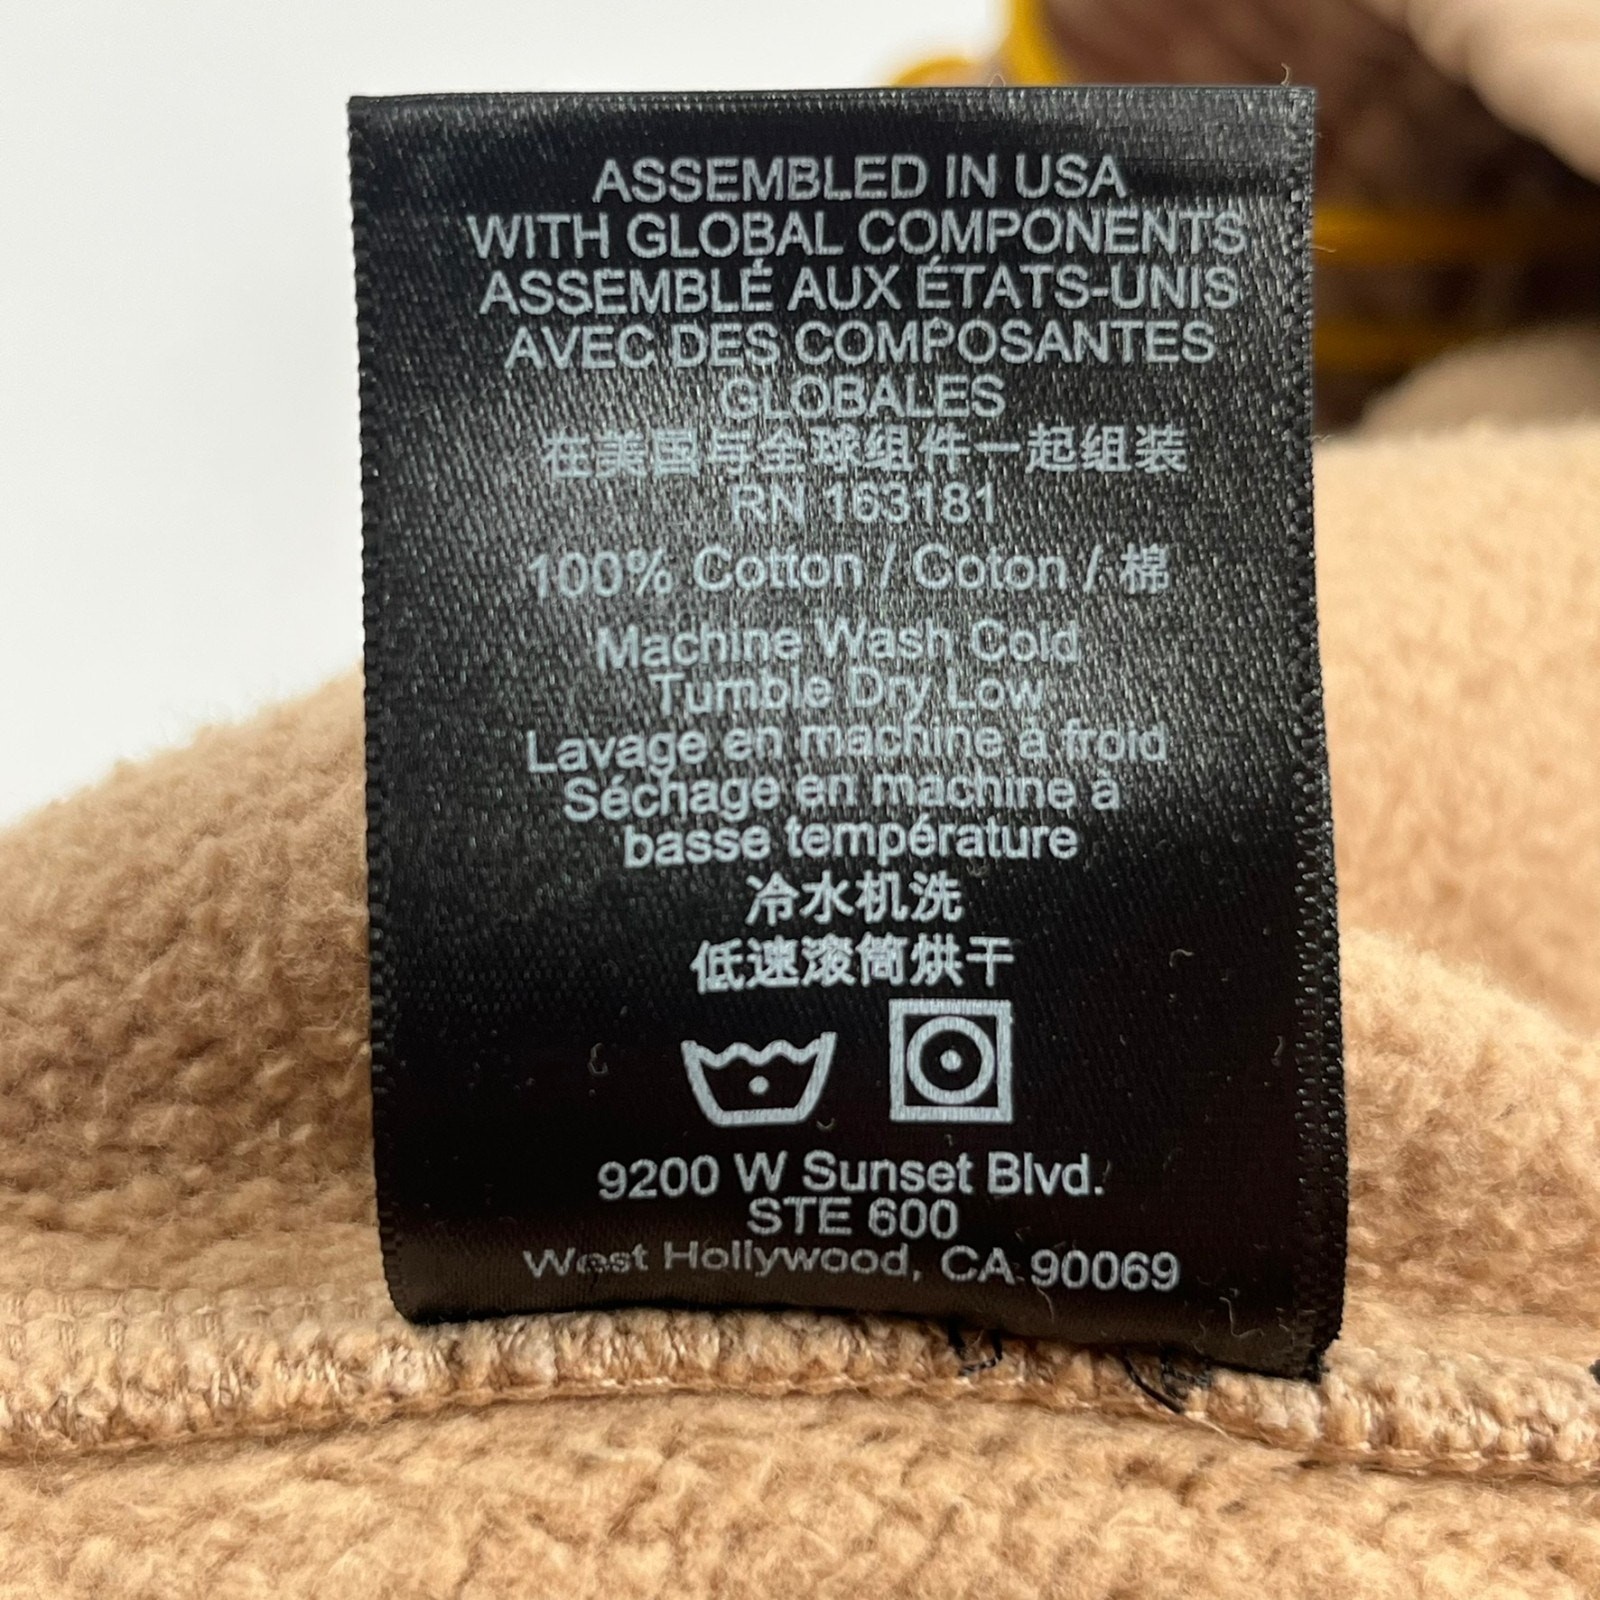 ASSEMBLED IN USA
WITH GLOBAL COMPONENTS
ASSEMBLÉ AUX ÉTATS-UNIS
AVEC DES COMPOSANTES
GLOBALES
在美国与全球组件一起组装
RN 163181
100% Cotton / Coton / 棉
Machine Wash Cold
Tumble Dry Low
Lavage en machine à froid
Séchage en machine à
basse température
冷水机洗
低速滚筒烘干
9200 W Sunset Blvd.
STE 600
West Hollywood, CA 90069